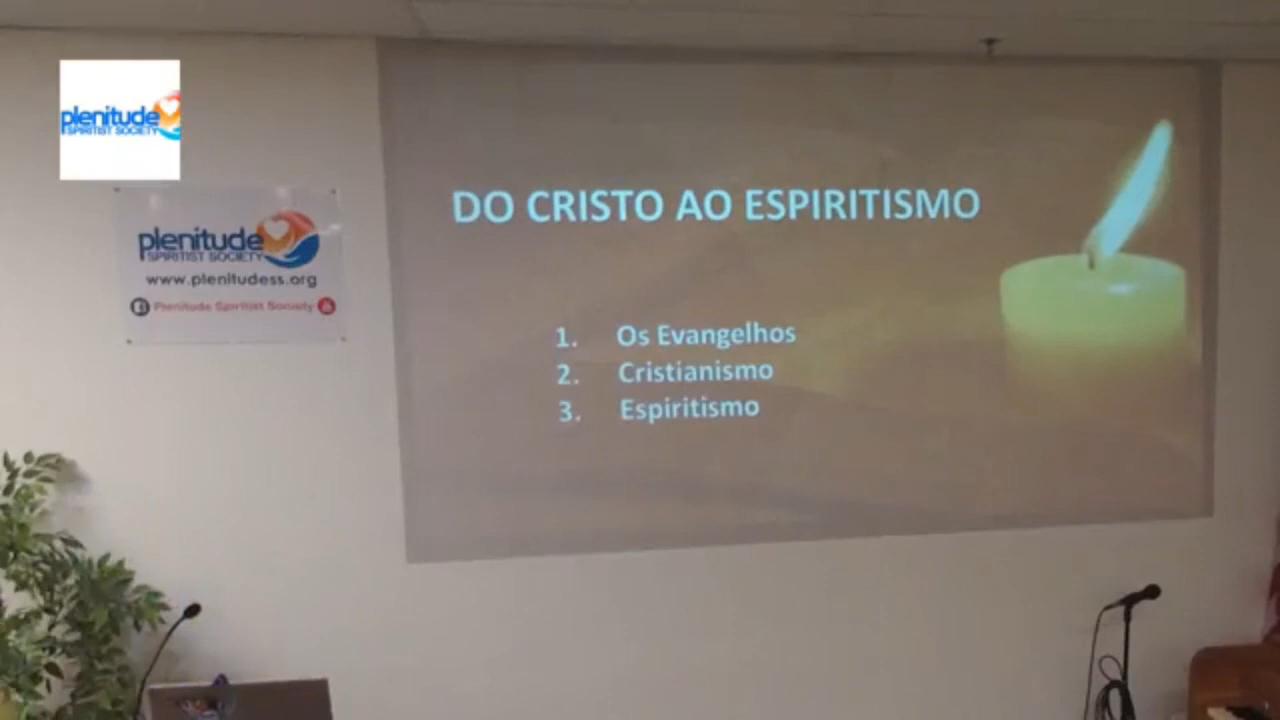 plenitude
SPIRITIST SOCIETY
plenitude
SPIRITIST SOCIETY
www.plenitudess.org
Plenitude Spiritist Society
DO CRISTO AO ESPIRITISMO
1. Os Evangelhos
2. Cristianismo
3. Espiritismo